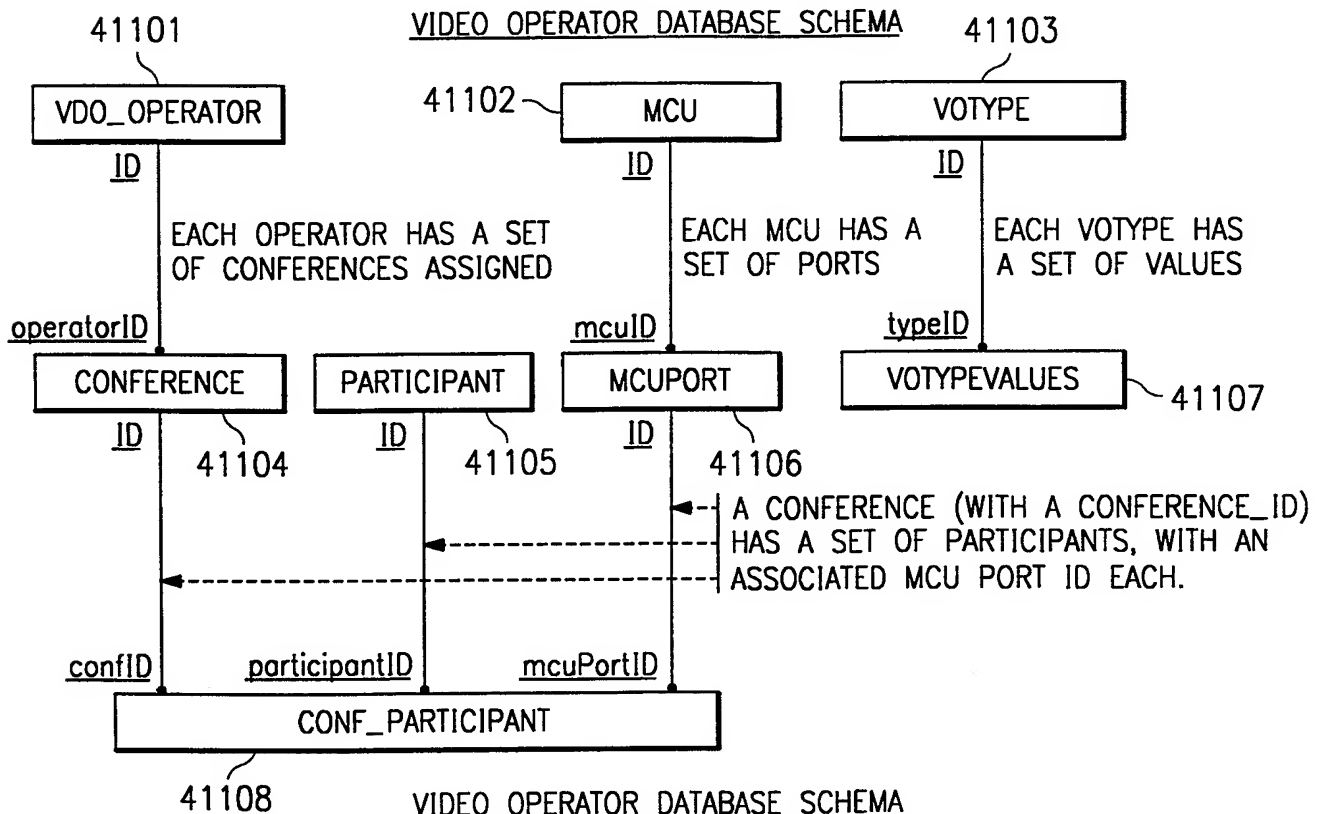 VIDEO OPERATOR DATABASE SCHEMA
41101
41103
41102
VDO_OPERATOR
MCU
VOTYPE
ID
ID
ID
EACH OPERATOR HAS A SET
OF CONFERENCES ASSIGNED
EACH MCU HAS A
SET OF PORTS
EACH VOTYPE HAS
A SET OF VALUES
operatorID
mcuID
typeID
CONFERENCE
PARTICIPANT
MCUPORT
VOTYPEVALUES
41107
ID
ID
ID
41104
41105
41106
A CONFERENCE (WITH A CONFERENCE_ID)
HAS A SET OF PARTICIPANTS, WITH AN
ASSOCIATED MCU PORT ID EACH.
confID
participantID
mcuPortID
CONF_PARTICIPANT
41108
VIDEO OPERATOR DATABASE SCHEMA